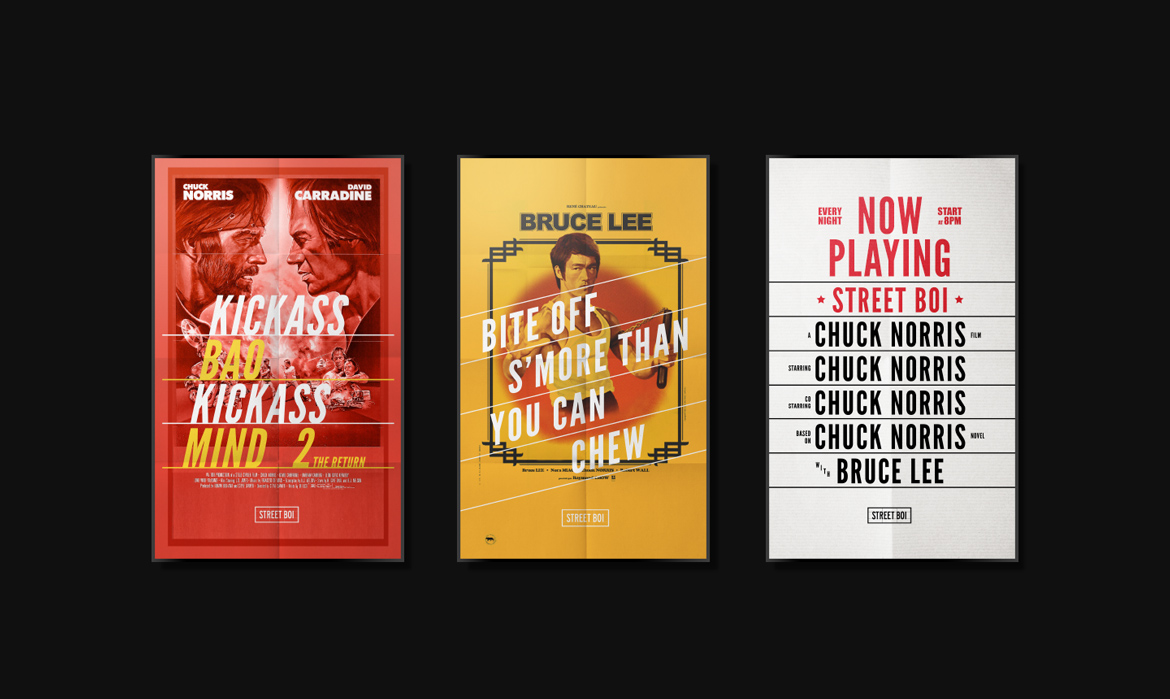 CHUCK NORRIS
DAVID CARRADINE
KICKASS
BAO
KICKASS
MIND 2 THE RETURN
STREET BOI
BRUCE LEE
BITE OFF
S'MORE THAN
YOU CAN
CHEW
STREET BOI
EVERY NIGHT
NOW
START AT 8PM
PLAYING
STREET BOI
A CHUCK NORRIS FILM
STARRING CHUCK NORRIS
CO STARRING CHUCK NORRIS
BASED ON CHUCK NORRIS NOVEL
WITH BRUCE LEE
STREET BOI